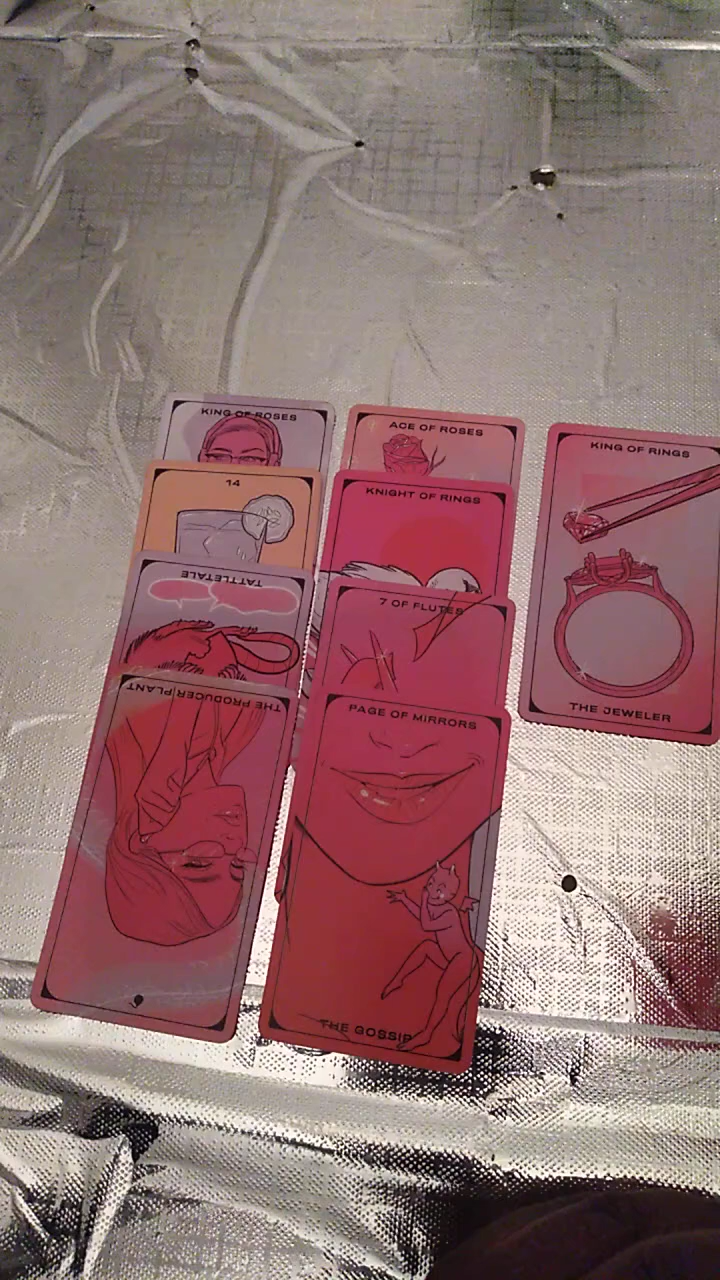 KING OF ROSES
14
TATTLETALE
THE PRODUCER PLANT
ACE OF ROSES
KNIGHT OF RINGS
7 OF FLUTES
PAGE OF MIRRORS
THE GOSSIP
KING OF RINGS
THE JEWELER